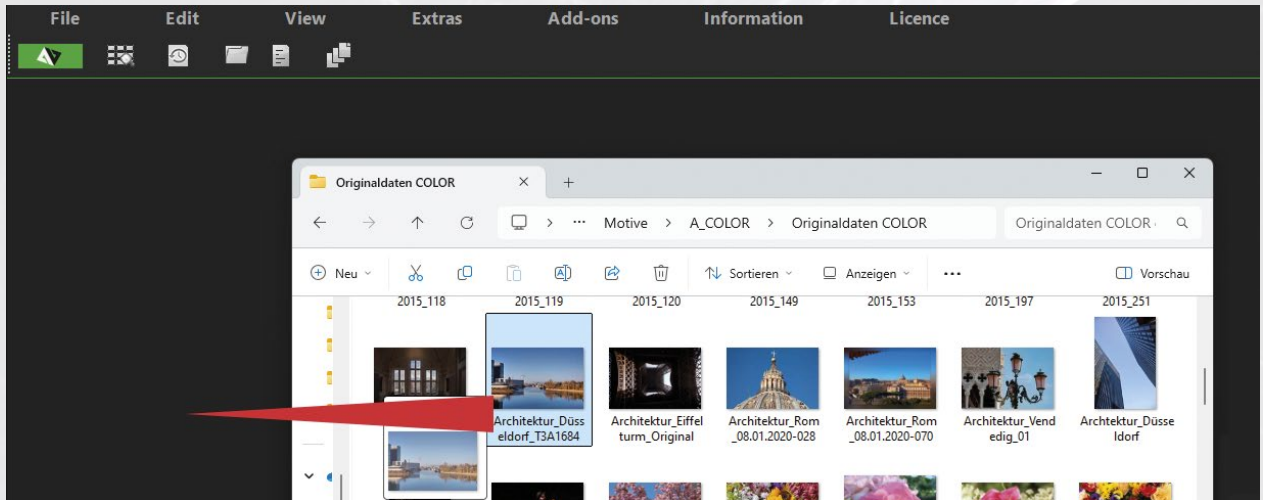 File Edit View Extras Add-ons Information Licence
Originaldaten COLOR
Motive > A_COLOR > Originaldaten COLOR
Originaldaten COLOR
Neu
Sortieren
Anzeigen
Vorschau
2015_118 2015_119 2015_120 2015_149 2015_153 2015_197 2015_251
Architektur_Düss Architektur_Eiffel Architektur_Rom Architektur_Rom Architektur_Vend Archtektur_Düsse
eldorf_T3A1684 turm_Original _08.01.2020-028 _08.01.2020-070 edig_01 ldorf